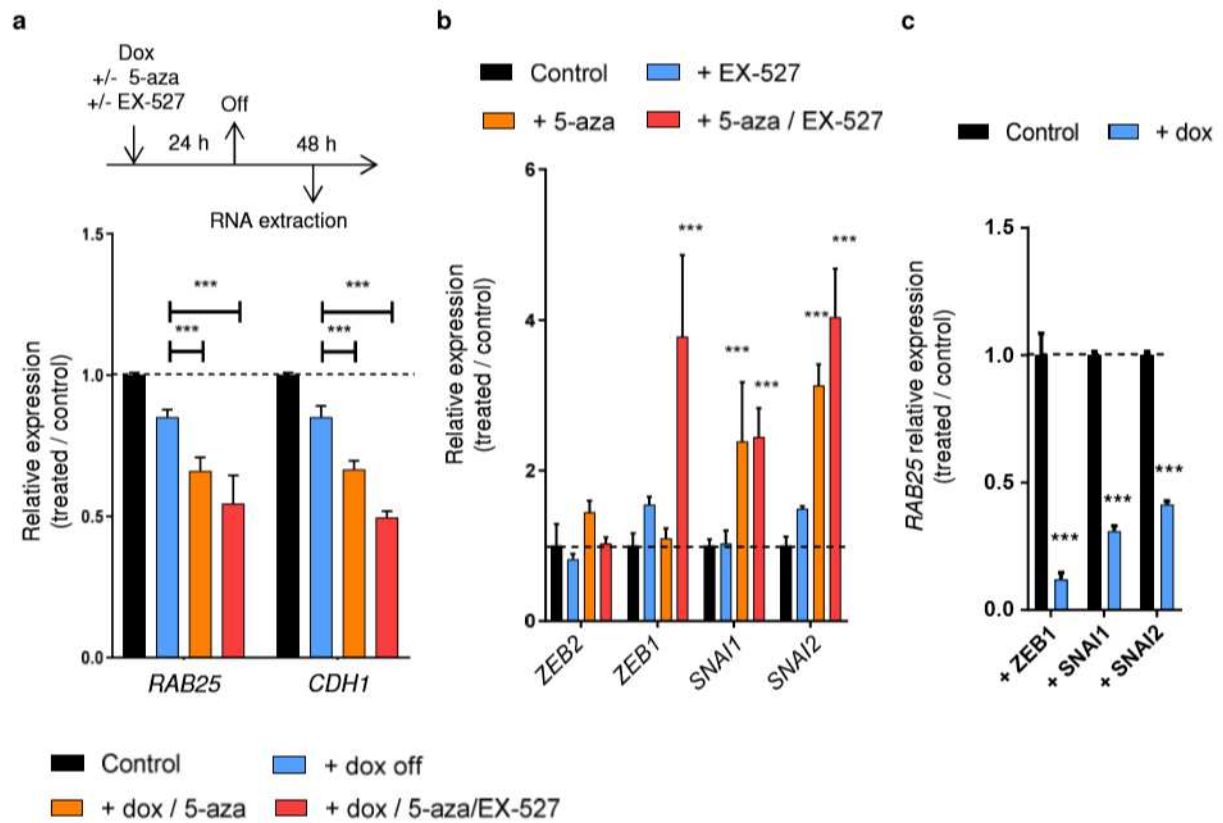 a
Dox
+/- 5-aza
+/- EX-527
Off
24 h
48 h
RNA extraction
Relative expression
(treated / control)
1.5
1.0
0.5
0.0
***
***
***
***
RAB25
CDH1
Control
+ dox off
+ dox / 5-aza
+ dox / 5-aza/EX-527
b
Control
+ EX-527
+ 5-aza
+ 5-aza / EX-527
Relative expression
(treated / control)
6
4
2
0
***
***
***
***
***
ZEB2
ZEB1
SNAI1
SNAI2
c
Control
+ dox
RAB25 relative expression
(treated / control)
1.5
1.0
0.5
0.0
***
***
***
+ ZEB1
+ SNAI1
+ SNAI2